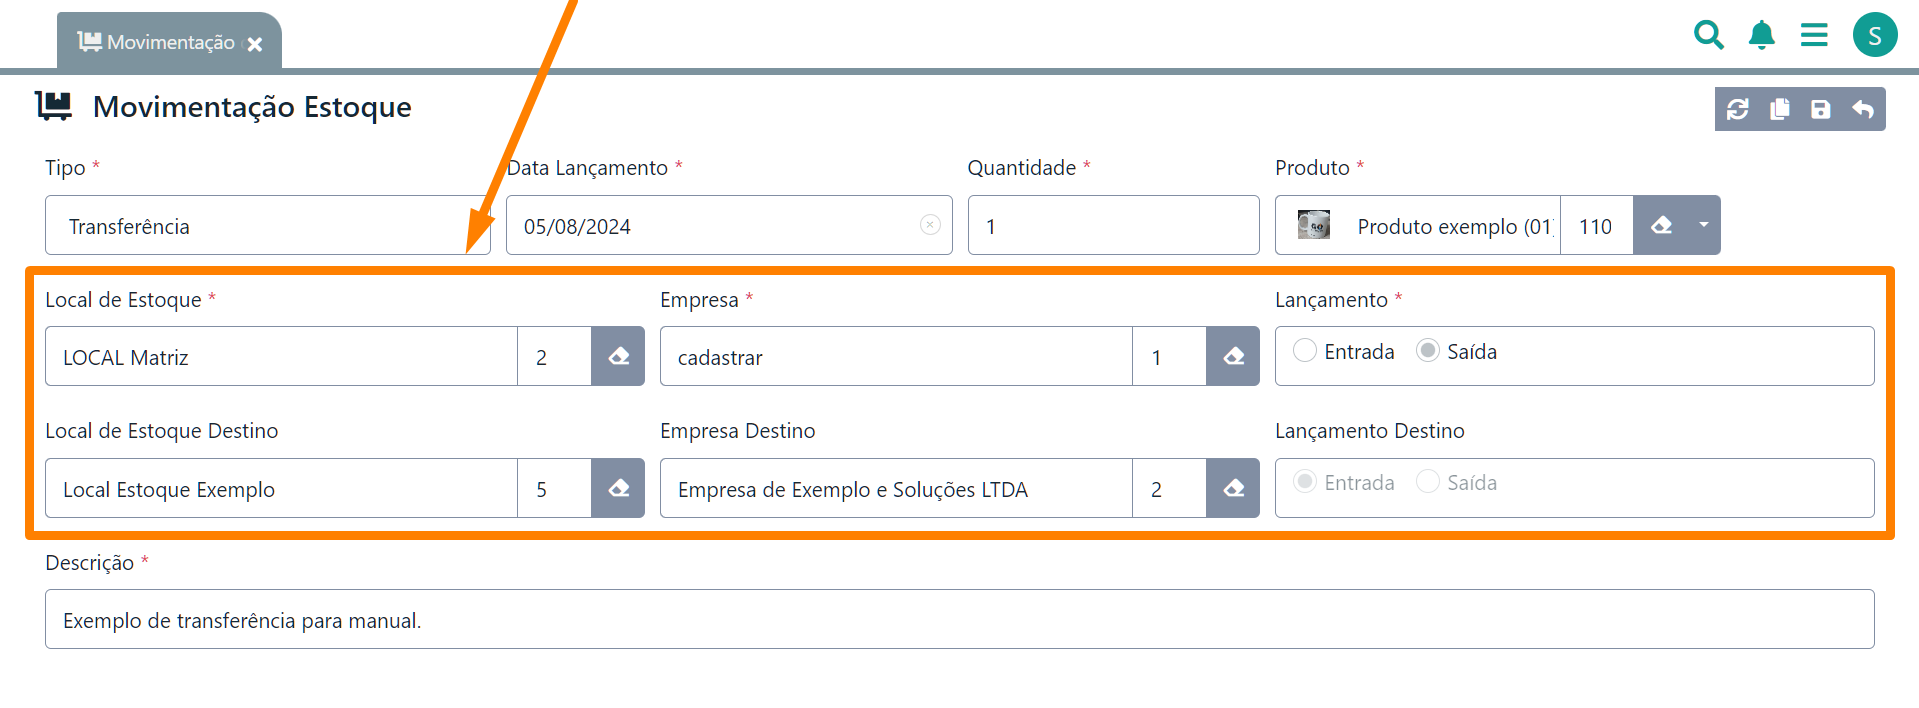 Movimentação
S
Movimentação Estoque
Tipo * Data Lançamento * Quantidade * Produto *
Transferência 05/08/2024 1 Produto exemplo (01) 110
Local de Estoque * Empresa * Lançamento *
LOCAL Matriz 2 cadastrar 1 Entrada Saída
Local de Estoque Destino Empresa Destino Lançamento Destino
Local Estoque Exemplo 5 Empresa de Exemplo e Soluções LTDA 2 Entrada Saída
Descrição *
Exemplo de transferência para manual.